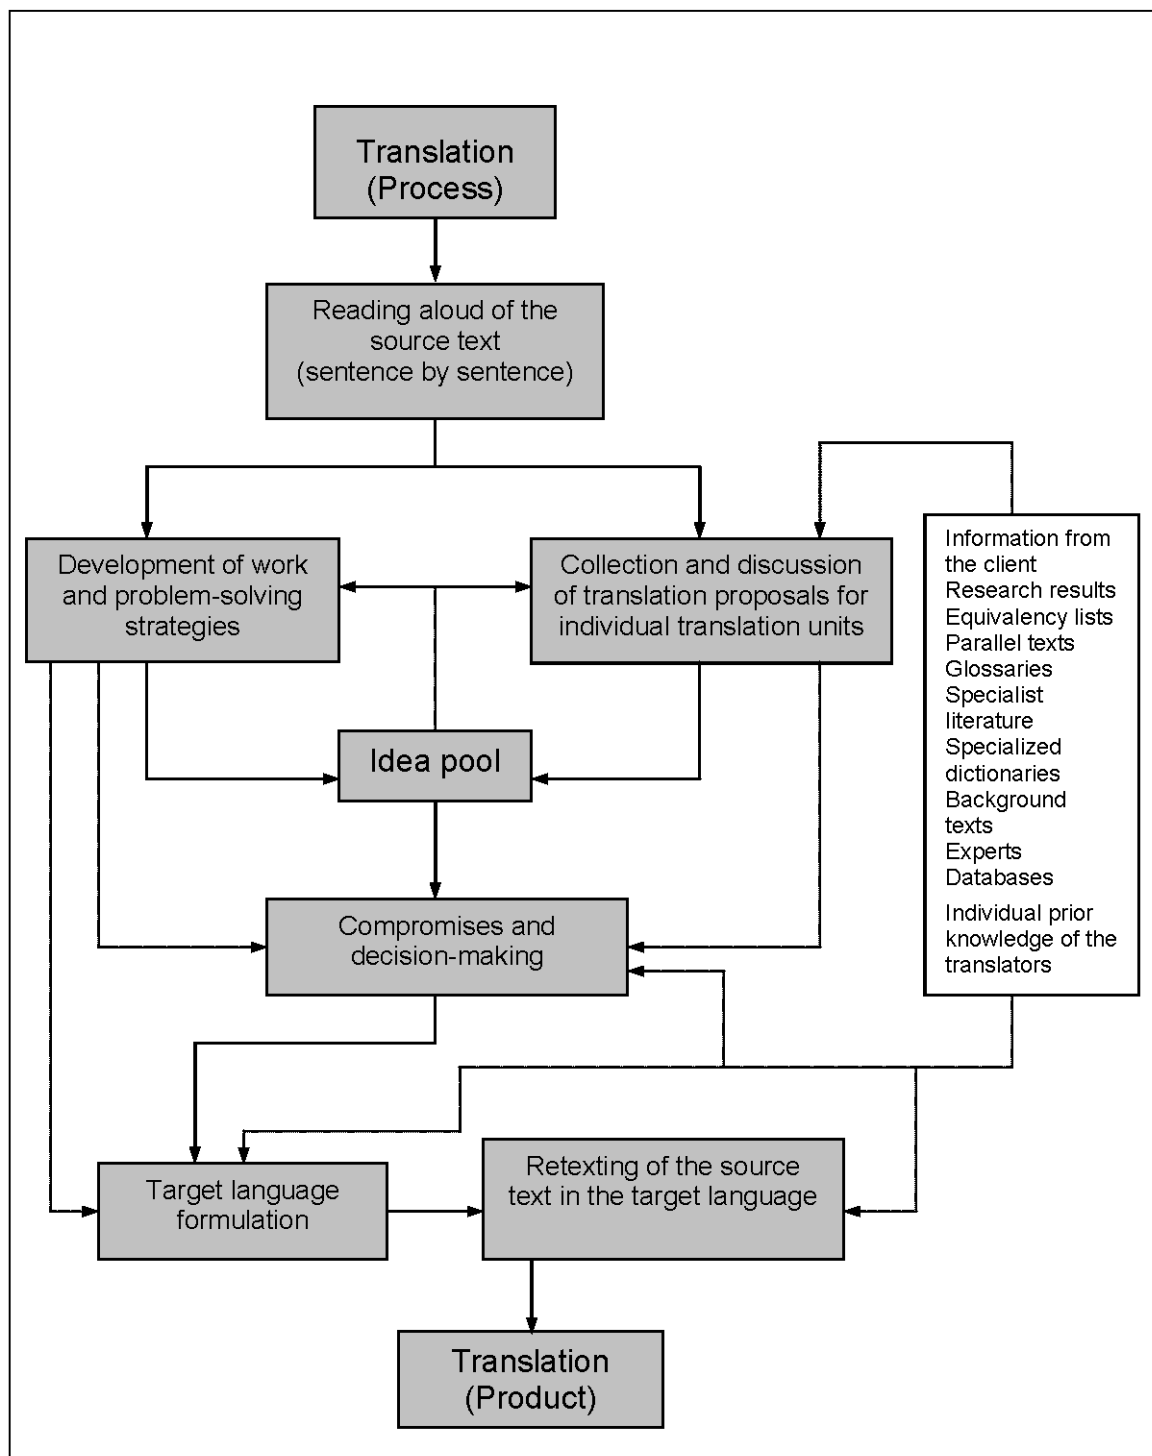 Translation
(Process)
Reading aloud of the
source text
(sentence by sentence)
Development of work
and problem-solving
strategies
Collection and discussion
of translation proposals for
individual translation units
Information from
the client
Research results
Equivalency lists
Parallel texts
Glossaries
Specialist
literature
Specialized
dictionaries
Background
texts
Experts
Databases
Individual prior
knowledge of the
translators
Idea pool
Compromises and
decision-making
Target language
formulation
Retexting of the source
text in the target language
Translation
(Product)